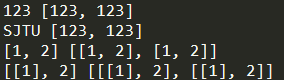 123 [123, 123]
SJTU [123, 123]
[1, 2] [[1, 2], [1, 2]]
[[1], 2] [[[1], 2], [[1], 2]]